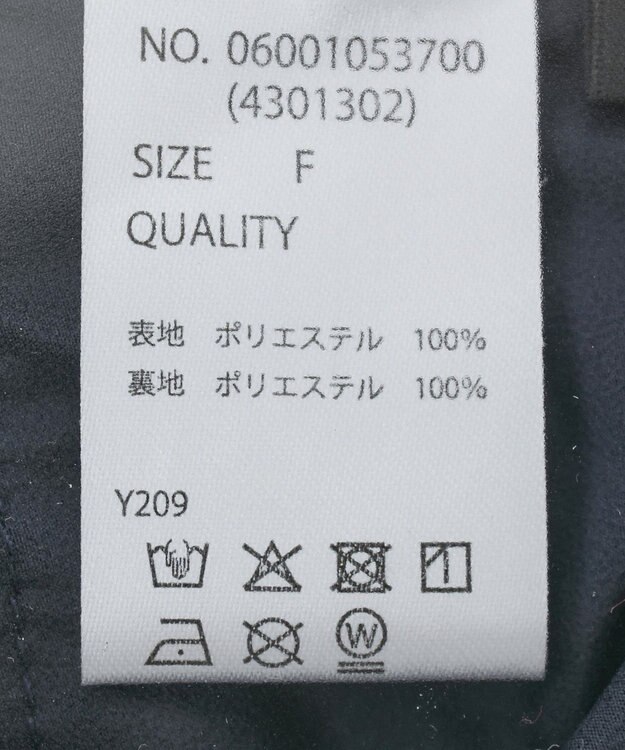 NO. 06001053700
(4301302)
SIZE F
QUALITY
表地 ポリエステル 100%
裏地 ポリエステル 100%
Y209
W